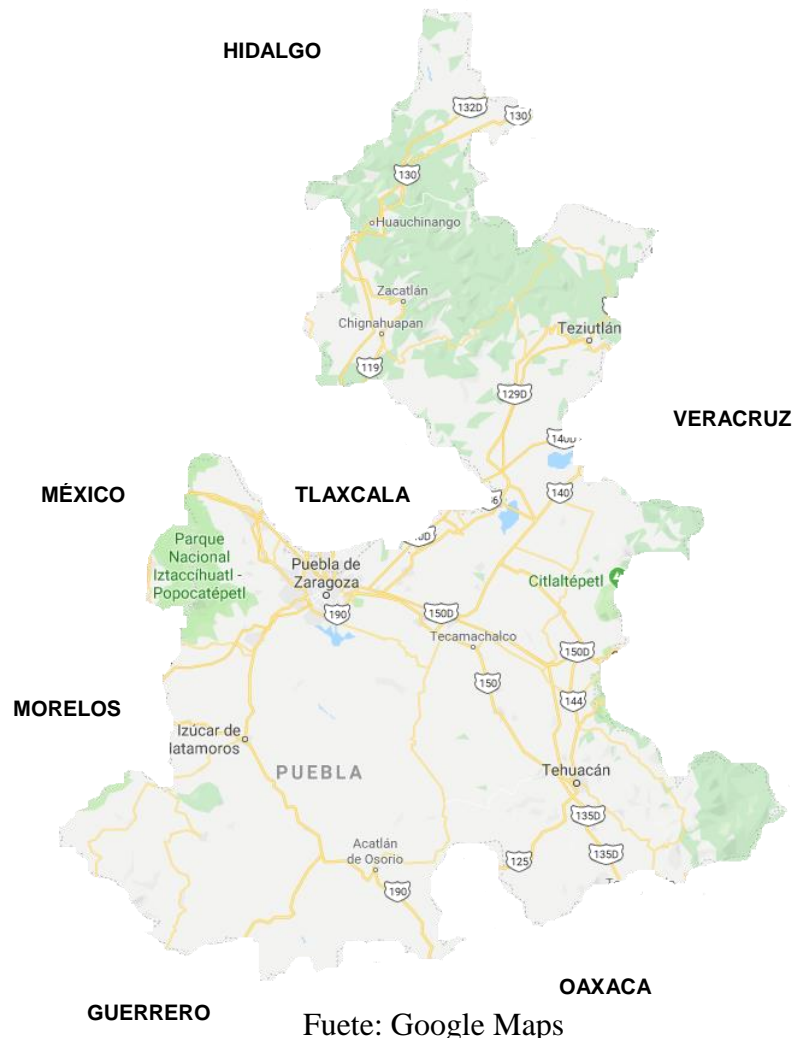 HIDALGO
132D
130
130
Huauchinango
Zacatlán
Chignahuapan
Teziutlán
119
129D
VERACRUZ
MÉXICO
TLAXCALA
140
Parque
Nacional
Iztaccíhuatl -
Popocatépetl
Puebla de
Zaragoza
Citlaltépetl
190
150D
Tecamachalco
150D
150
144
MORELOS
Izúcar de
latamoros
PUEBLA
Tehuacán
135D
Acatlán
de Osorio
125
135D
190
OAXACA
GUERRERO
Fuete: Google Maps